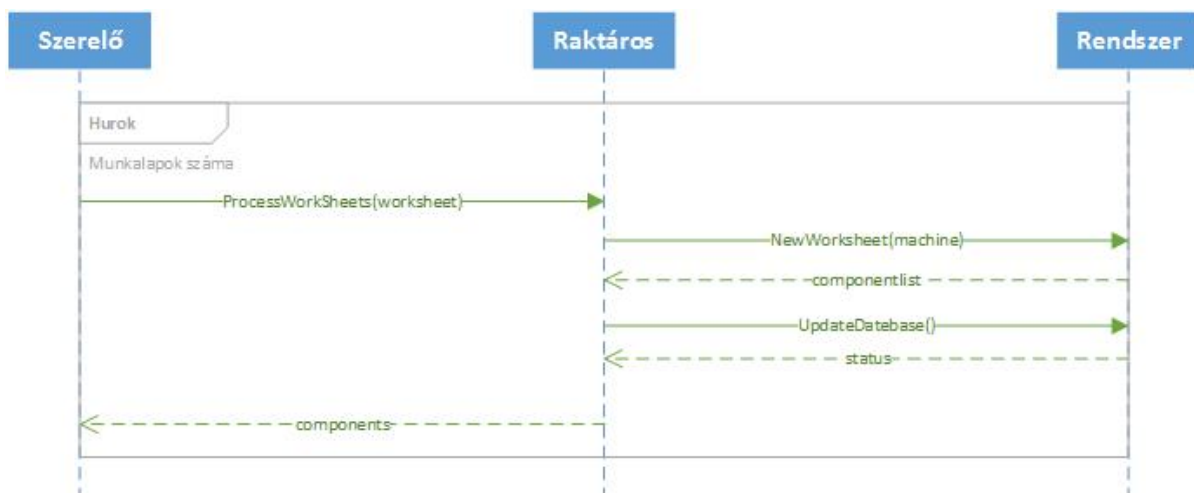 Szerelő
Raktáros
Rendszer
Hurok
Munkalapok száma
ProcessWorkSheets(worksheet)
NewWorksheet(machine)
componentlist
UpdateDatebase()
status
components